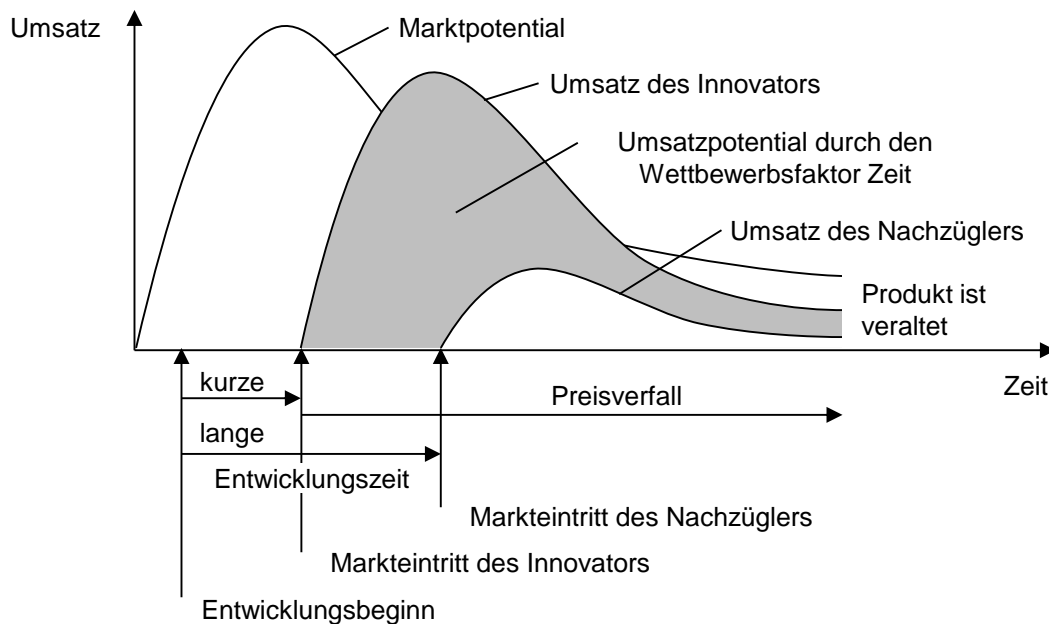 Umsatz
Marktpotential
Umsatz des Innovators
Umsatzpotential durch den
Wettbewerbsfaktor Zeit
Umsatz des Nachzüglers
Produkt ist
veraltet
Zeit
kurze
Preisverfall
lange
Entwicklungszeit
Markteintritt des Nachzüglers
Markteintritt des Innovators
Entwicklungsbeginn